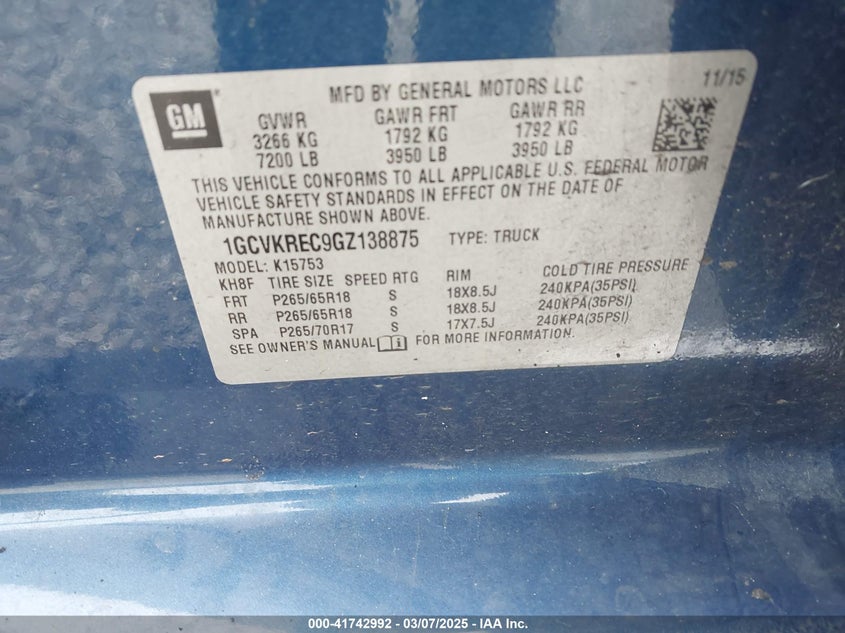 MFD BY GENERAL MOTORS LLC 11/15
GM
GVWR GAWR FRT GAWR RR
3266 KG 1792 KG 1792 KG
7200 LB 3950 LB 3950 LB
THIS VEHICLE CONFORMS TO ALL APPLICABLE U.S. FEDERAL MOTOR
VEHICLE SAFETY STANDARDS IN EFFECT ON THE DATE OF
MANUFACTURE SHOWN ABOVE.
1GCVKREC9GZ138875 TYPE: TRUCK
MODEL: K15753
KH8F TIRE SIZE SPEED RTG RIM COLD TIRE PRESSURE
FRT P265/65R18 S 18X8.5J 240KPA(35PSI)
RR P265/65R18 S 18X8.5J 240KPA(35PSI)
SPA P265/70R17 S 17X7.5J 240KPA(35PSI)
SEE OWNER'S MANUAL i FOR MORE INFORMATION.
000-41742992 - 03/07/2025 - IAA Inc.